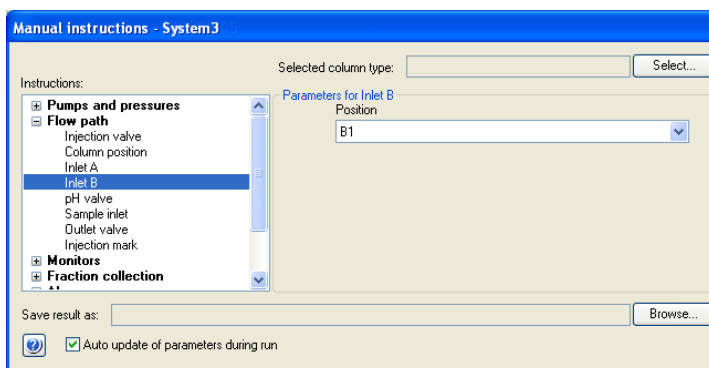 Manual instructions - System3
Selected column type:
Select...
Instructions:
Pumps and pressures
Flow path
Injection valve
Column position
Inlet A
Inlet B
pH valve
Sample inlet
Outlet valve
Injection mark
Monitors
Fraction collection
Parameters for Inlet B
Position
B1
Save result as:
Browse...
Auto update of parameters during run